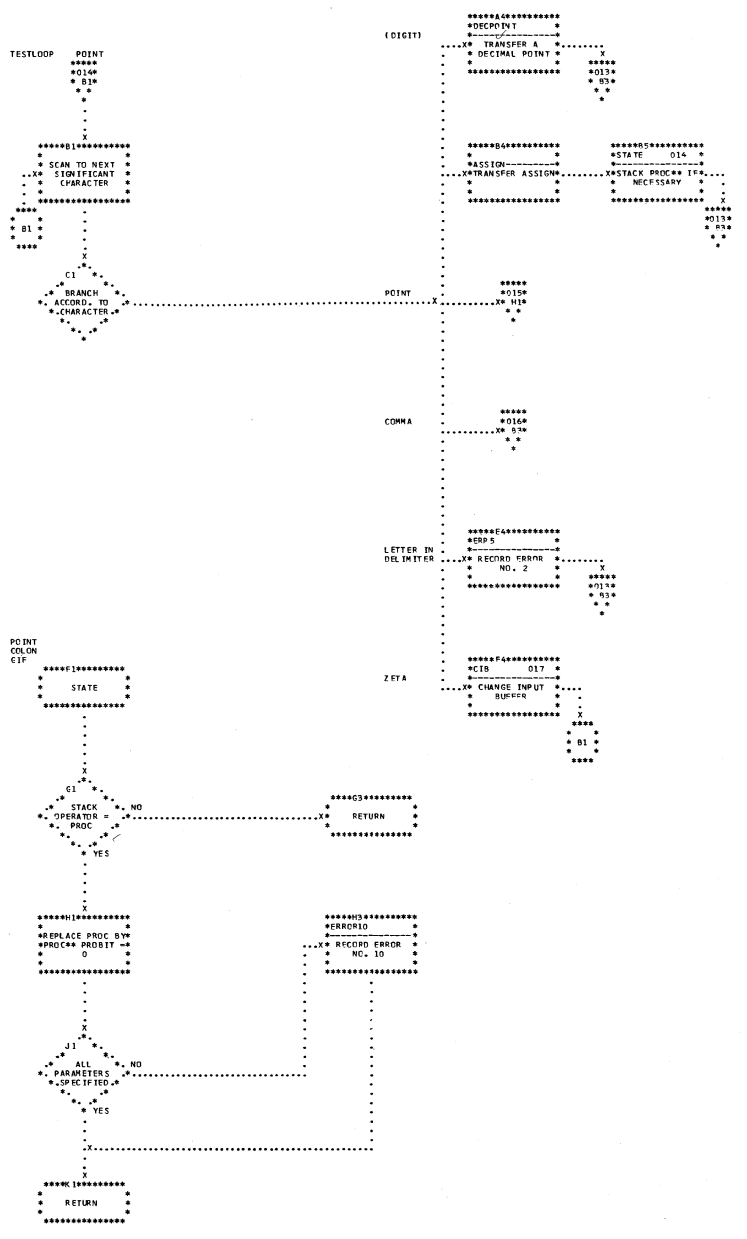 *****A4**********
*DECPOINT *
(DIGIT)
*---------------*
TESTLOOP POINT
....X* TRANSFER A *........
* DECIMAL POINT *
*014*
* B1*
*013*
* B3*
*****B1**********
* SCAN TO NEXT *
..X* SIGNIFICANT *
* CHARACTER *
* B1 *
*****B4**********
*ASSIGN---------*
....X*TRANSFER ASSIGN*........
*****B5**********
*STATE 014 *
X*STACK PROC** IF*....
* NECESSARY *
*013*
* B3*
C1
.* BRANCH *.
*. ACCORD. TO .*
*.CHARACTER.*
POINT
*015*
X* H1*
COMMA
*016*
X* B3*
*****E4**********
*ERP5 *
LETTER IN
DELIMITER
....X* RECORD ERROR *........
* NO. 2 *
*013*
* B3*
POINT
COLON
GIF
****F1*********
* STATE *
*****F4**********
*CIB 017 *
ZETA
....X* CHANGE INPUT *....
* BUFFER *
* B1 *
G1
.* STACK *. NO
*. OPERATOR = .*
*. PROC .*
* YES
****G3*********
X* RETURN *
*****H1**********
*REPLACE PROC BY*
*PROC** PROBIT =*
* 0 *
*****H3**********
*ERROR10 *
...X* RECORD ERROR *
* NO. 10 *
J1
.* ALL *. NO
*. PARAMETERS .*
*.SPECIFIED.*
* YES
****K1*********
* RETURN *